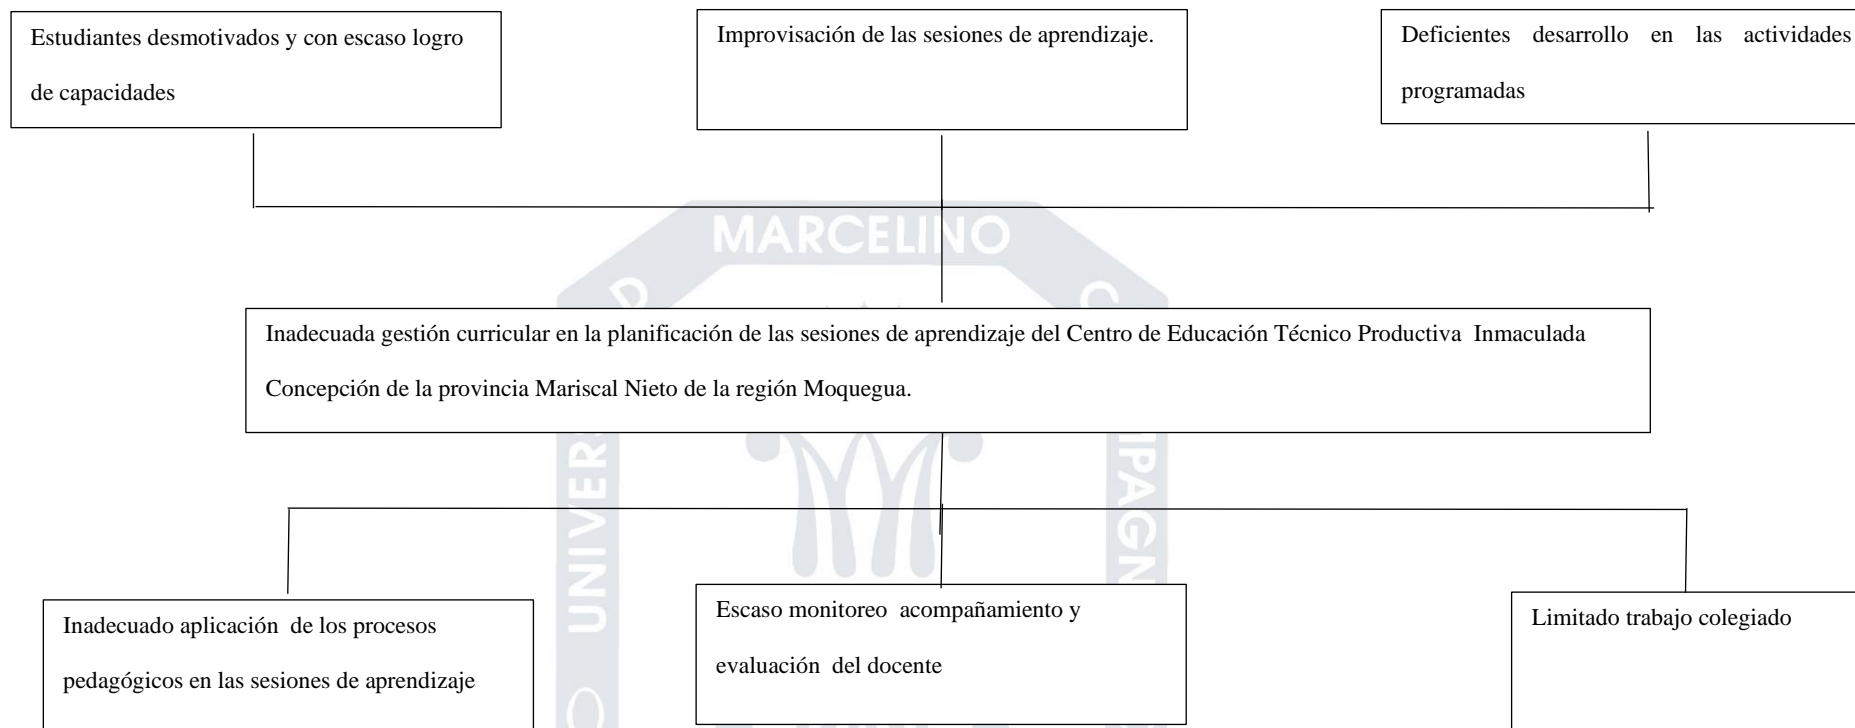 Estudiantes desmotivados y con escaso logro
de capacidades
Improvisación de las sesiones de aprendizaje.
Deficientes desarrollo en las actividades
programadas
MARCELINO
Inadecuada gestión curricular en la planificación de las sesiones de aprendizaje del Centro de Educación Técnico Productiva Inmaculada
Concepción de la provincia Mariscal Nieto de la región Moquegua.
Inadecuado aplicación de los procesos
pedagógicos en las sesiones de aprendizaje
Escaso monitoreo acompañamiento y
evaluación del docente
Limitado trabajo colegiado